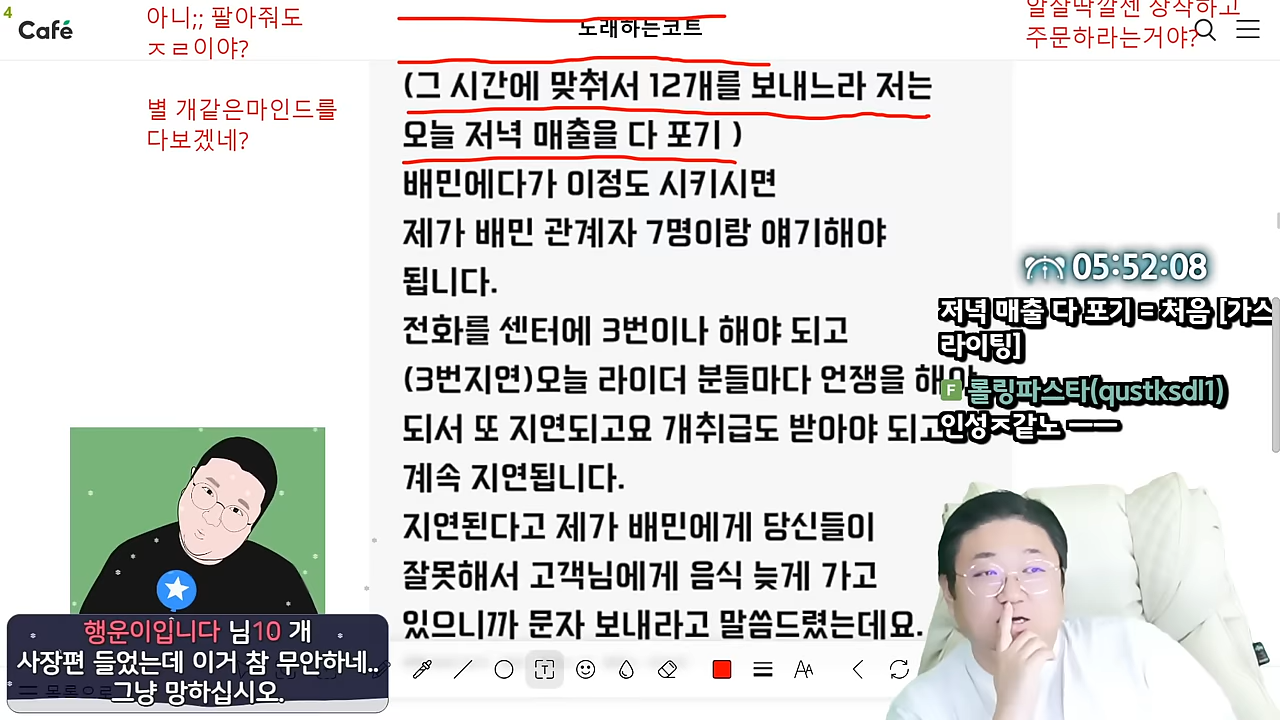 4
Café
아니;; 팔아줘도
ㅈㄹ이야?
별 개같은마인드를
다보겠네?
노래하는코트
알잘딱깔센 장착하고
주문하라는거야?
(그 시간에 맞춰서 12개를 보내느라 저는
오늘 저녁 매출을 다 포기 )
배민에다가 이정도 시키시면
제가 배민 관계자 7명이랑 얘기해야
됩니다.
전화를 센터에 3번이나 해야 되고
(3번지연)오늘 라이더 분들마다 언쟁을 해야
되서 또 지연되고요 개취급도 받아야 되고
계속 지연됩니다.
지연된다고 제가 배민에게 당신들이
잘못해서 고객님에게 음식 늦게 가고
있으니까 문자 보내라고 말씀드렸는데요.
05:52:08
저녁 매출 다 포기 = 처음 [가스
라이팅]
F 롤링파스타(qustksdl1)
인성ㅈ같노 ㅡㅡ
행운이입니다 님10 개
사장편 들었는데 이거 참 무안하네..
그냥 망하십시오.
목록으로